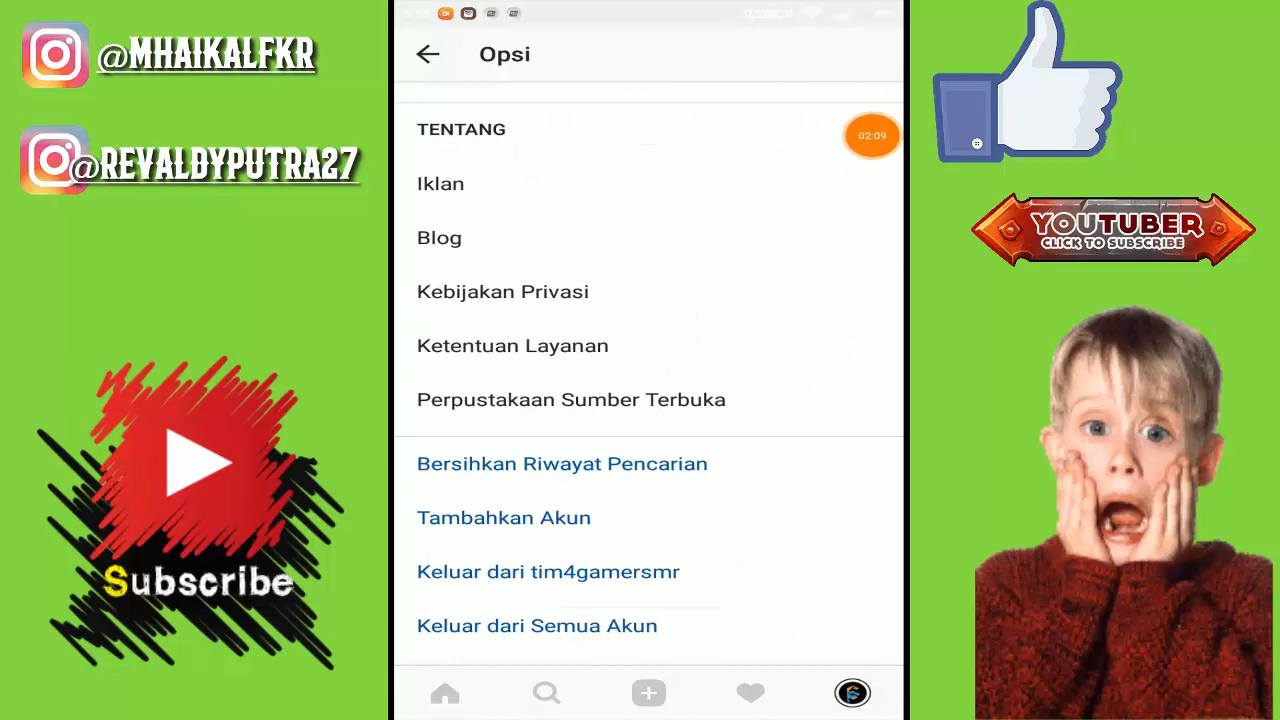 @MHAIKALFKR
@REVALDYPUTRA27
Subscribe
Opsi
TENTANG
02:09
Iklan
Blog
Kebijakan Privasi
Ketentuan Layanan
Perpustakaan Sumber Terbuka
Bersihkan Riwayat Pencarian
Tambahkan Akun
Keluar dari tim4gamersmr
Keluar dari Semua Akun
YOUTUBER
CLICK TO SUBSCRIBE